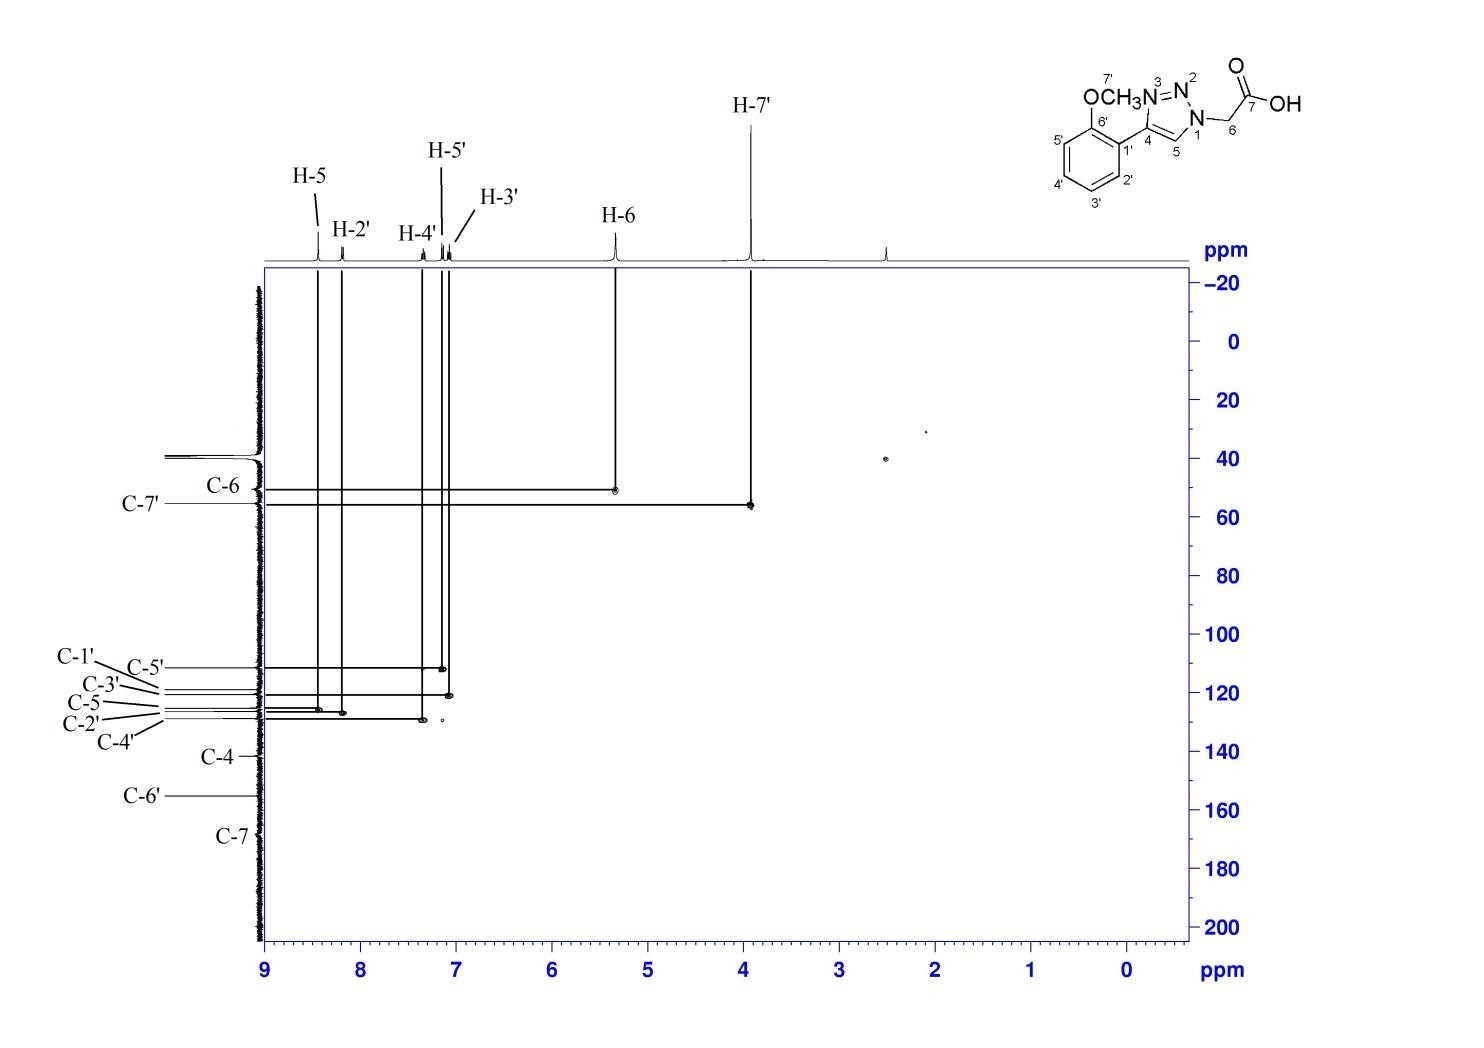 O
7'
OCH3
N
3
N
2
N
1
7
OH
6
6'
5'
1'
4
5
4'
2'
3'
H-7'
H-5'
H-5
H-3'
H-2'
H-4'
H-6
ppm
−20
0
20
40
60
80
100
120
140
160
180
200
C-6
C-7'
C-1'
C-5'
C-3'
C-5
C-2'
C-4'
C-4
C-6'
C-7
9 8 7 6 5 4 3 2 1 0 ppm